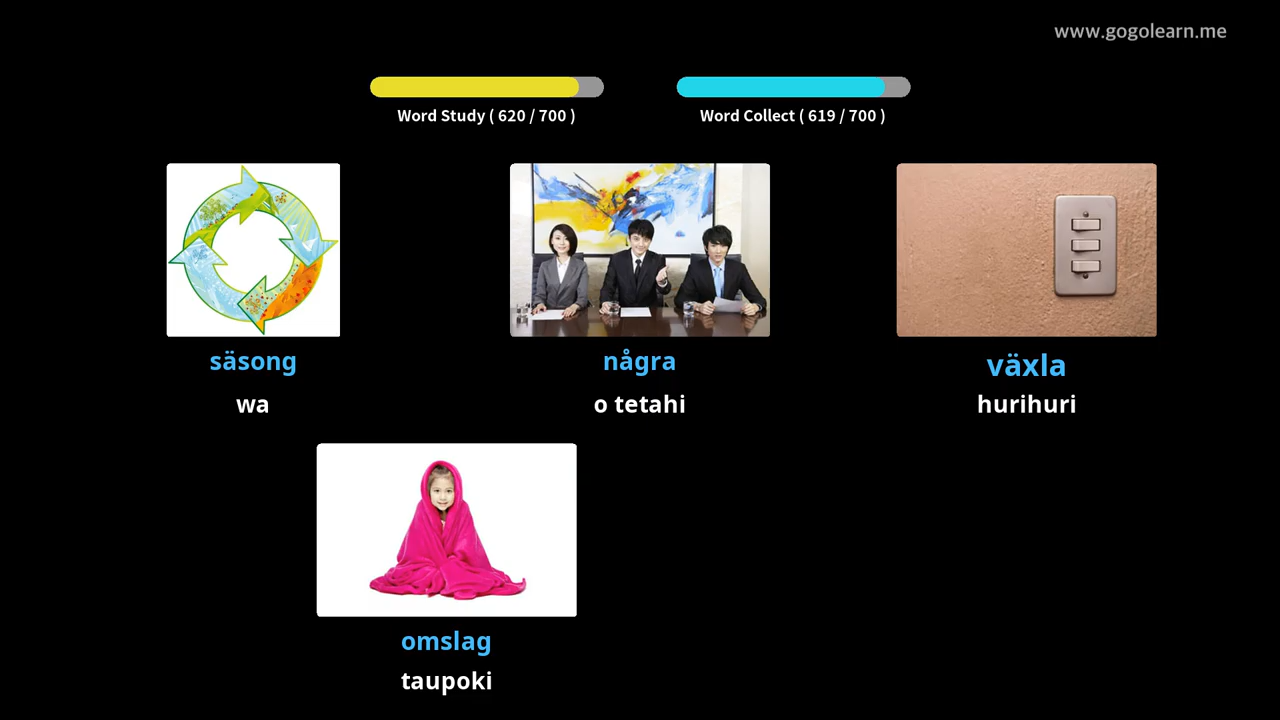 www.gogolearn.me
Word Study ( 620 / 700 )
Word Collect ( 619 / 700 )
säsong
wa
några
o tetahi
växla
hurihuri
omslag
taupoki